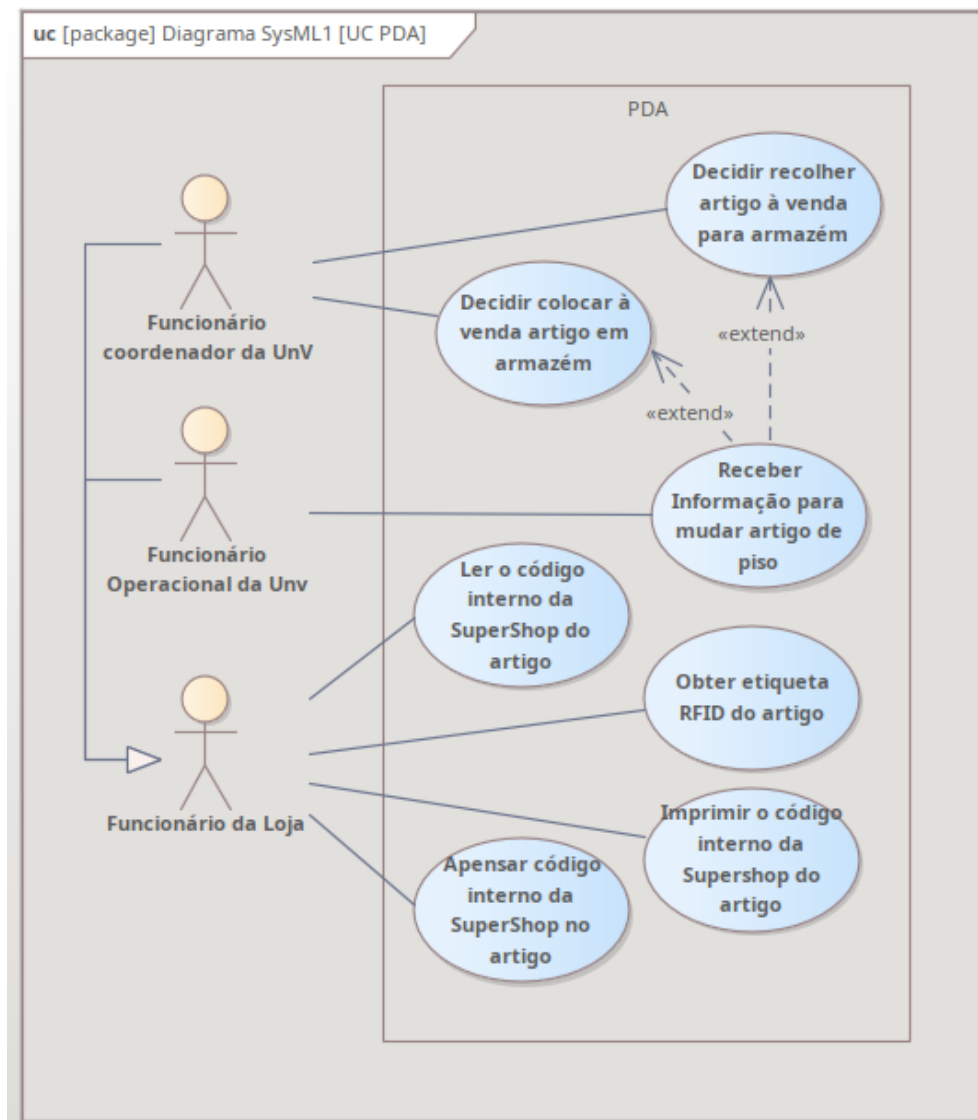 uc [package] Diagrama SysML1 [UC PDA]
PDA
Decidir recolher
artigo à venda
para armazém
Funcionário
coordenador da UnV
Decidir colocar à
venda artigo em
armazém
«extend»
«extend»
Receber
Informação para
mudar artigo de
piso
Funcionário
Operacional da Unv
Ler o código
interno da
SuperShop do
artigo
Obter etiqueta
RFID do artigo
Funcionário da Loja
Imprimir o código
interno da
Supershop do
artigo
Apensar código
interno da
SuperShop no
artigo